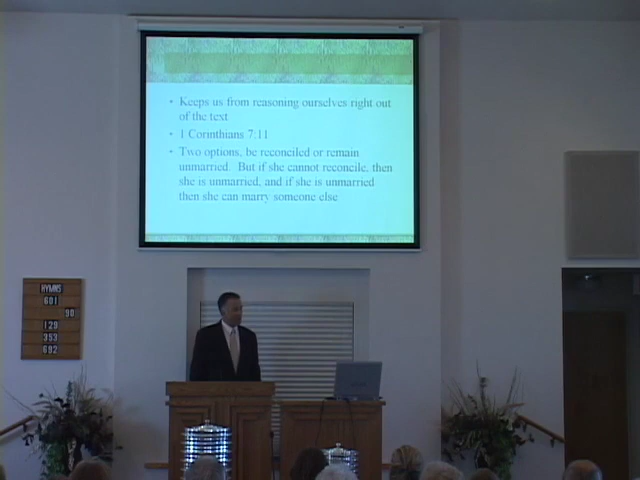 • Keeps us from reasoning ourselves right out
of the text
• 1 Corinthians 7:11
• Two options, be reconciled or remain
unmarried. But if she cannot reconcile, then
she is unmarried, and if she is unmarried
then she can marry someone else
HYMNS
601
90
129
353
692